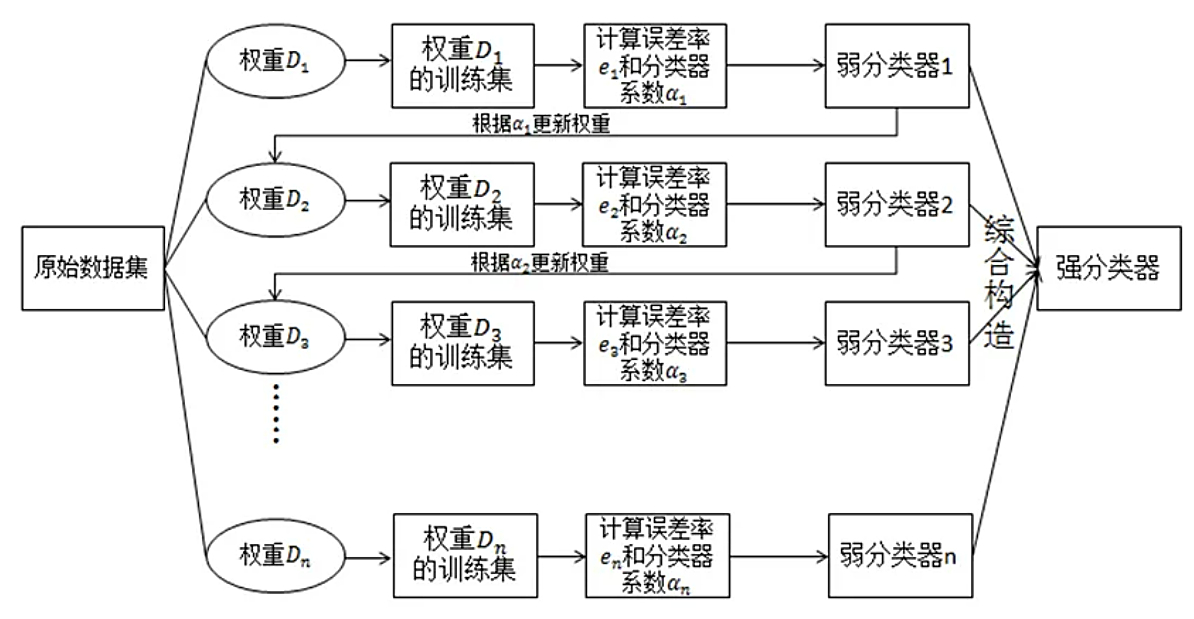 原始数据集
权重D₁
权重D₁
的训练集
计算误差率
e₁和分类器
系数α₁
弱分类器1
根据α₁更新权重
权重D₂
权重D₂
的训练集
计算误差率
e₂和分类器
系数α₂
弱分类器2
根据α₂更新权重
权重D₃
权重D₃
的训练集
计算误差率
e₃和分类器
系数α₃
弱分类器3
……
权重Dₙ
权重Dₙ
的训练集
计算误差率
eₙ和分类器
系数αₙ
弱分类器n
综合构造
强分类器